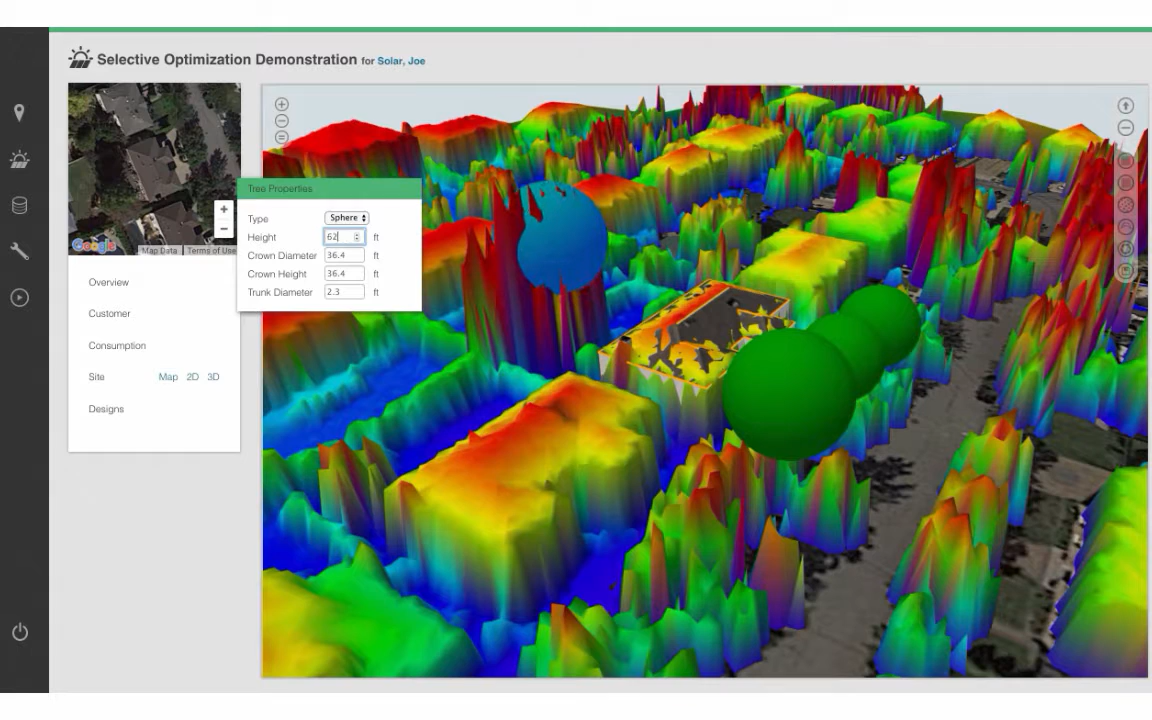 Selective Optimization Demonstration for Solar, Joe
+
−
Google
Map Data
Terms of Use
Tree Properties
Type Sphere
Height 62 ft
Crown Diameter 36.4 ft
Crown Height 36.4 ft
Trunk Diameter 2.3 ft
Overview
Customer
Consumption
Site Map 2D 3D
Designs